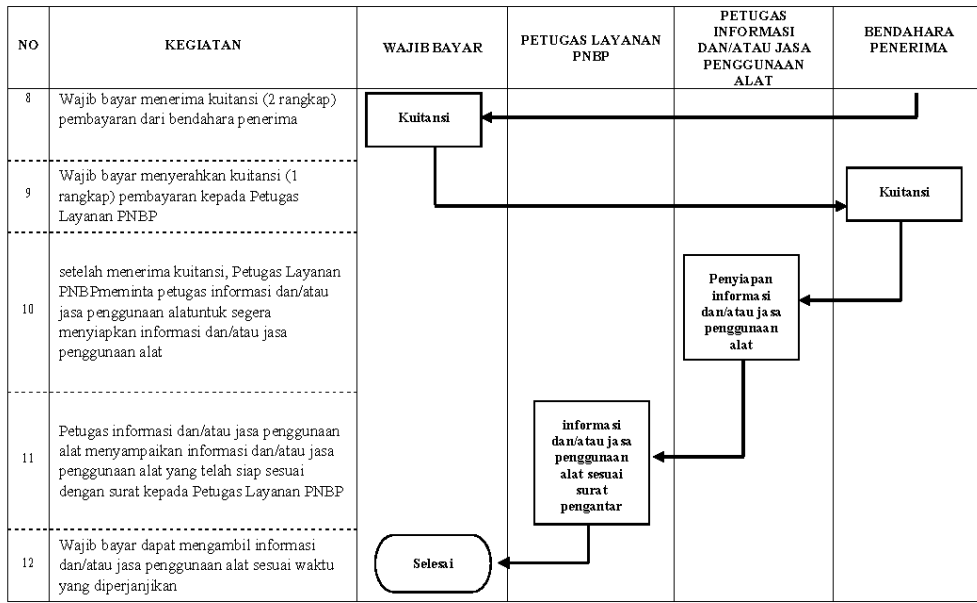 NO
KEGIATAN
WAJIB BAYAR
PETUGAS LAYANAN
PNBP
PETUGAS
INFORMASI
DAN/ATAU JASA
PENGGUNAAN
ALAT
BENDAHARA
PENERIMA
8
Wajib bayar menerima kuitansi (2 rangkap)
pembayaran dari bendahara penerima
Kuitansi
9
Wajib bayar menyerahkan kuitansi (1
rangkap) pembayaran kepada Petugas
Layanan PNBP
Kuitansi
10
setelah menerima kuitansi, Petugas Layanan
PNBPmeminta petugas informasi dan/atau
jasa penggunaan alatuntuk segera
menyiapkan informasi dan/atau jasa
penggunaan alat
Penyiapan
informasi
dan/atau jasa
penggunaan
alat
11
Petugas informasi dan/atau jasa penggunaan
alat menyampaikan informasi dan/atau jasa
penggunaan alat yang telah siap sesuai
dengan surat kepada Petugas Layanan PNBP
informasi
dan/atau jasa
penggunaan
alat sesuai
surat
pengantar
12
Wajib bayar dapat mengambil informasi
dan/atau jasa penggunaan alat sesuai waktu
yang diperjanjikan
Selesai